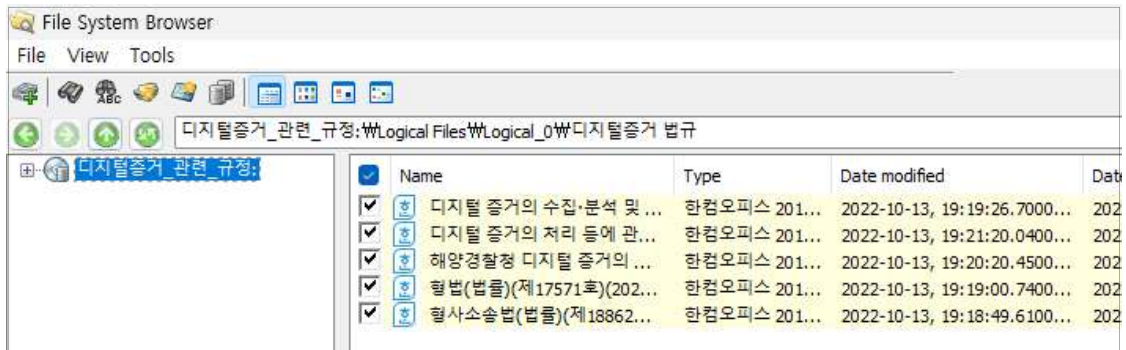 File System Browser
File View Tools
ABC
디지털증거_관련_규정:₩Logical Files₩Logical_0₩디지털증거 법규
디지털증거_관련_규정:
Name Type Date modified Date
디지털 증거의 수집·분석 및 ... 한컴오피스 201... 2022-10-13, 19:19:26.7000... 202
디지털 증거의 처리 등에 관... 한컴오피스 201... 2022-10-13, 19:21:20.0400... 202
해양경찰청 디지털 증거의 ... 한컴오피스 201... 2022-10-13, 19:20:20.4500... 202
형법(법률)(제17571호)(202... 한컴오피스 201... 2022-10-13, 19:19:00.7400... 202
형사소송법(법률)(제18862... 한컴오피스 201... 2022-10-13, 19:18:49.6100... 202